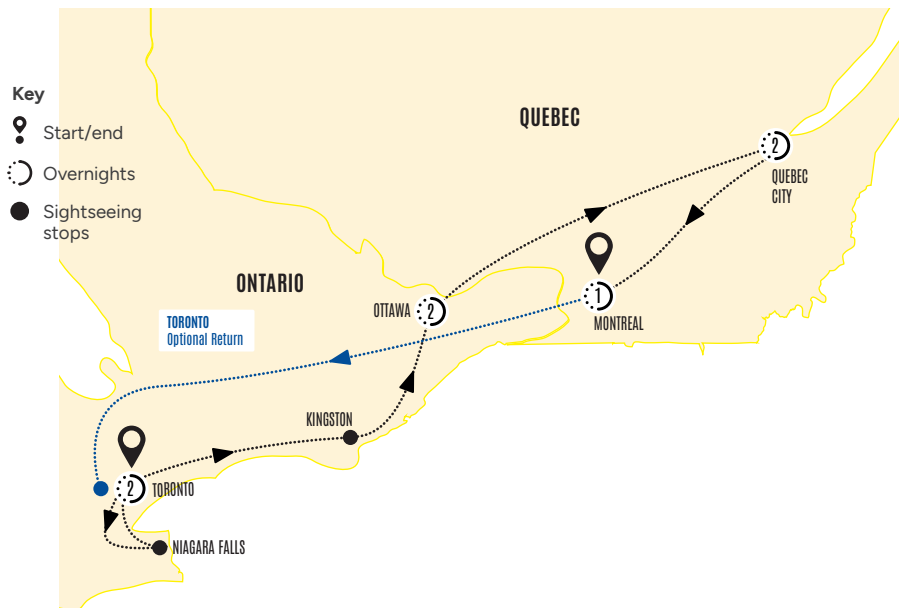 Key
Start/end
Overnights
Sightseeing
stops
QUEBEC
2
QUEBEC
CITY
ONTARIO
OTTAWA
2
1
MONTREAL
TORONTO
Optional Return
KINGSTON
2
TORONTO
NIAGARA FALLS